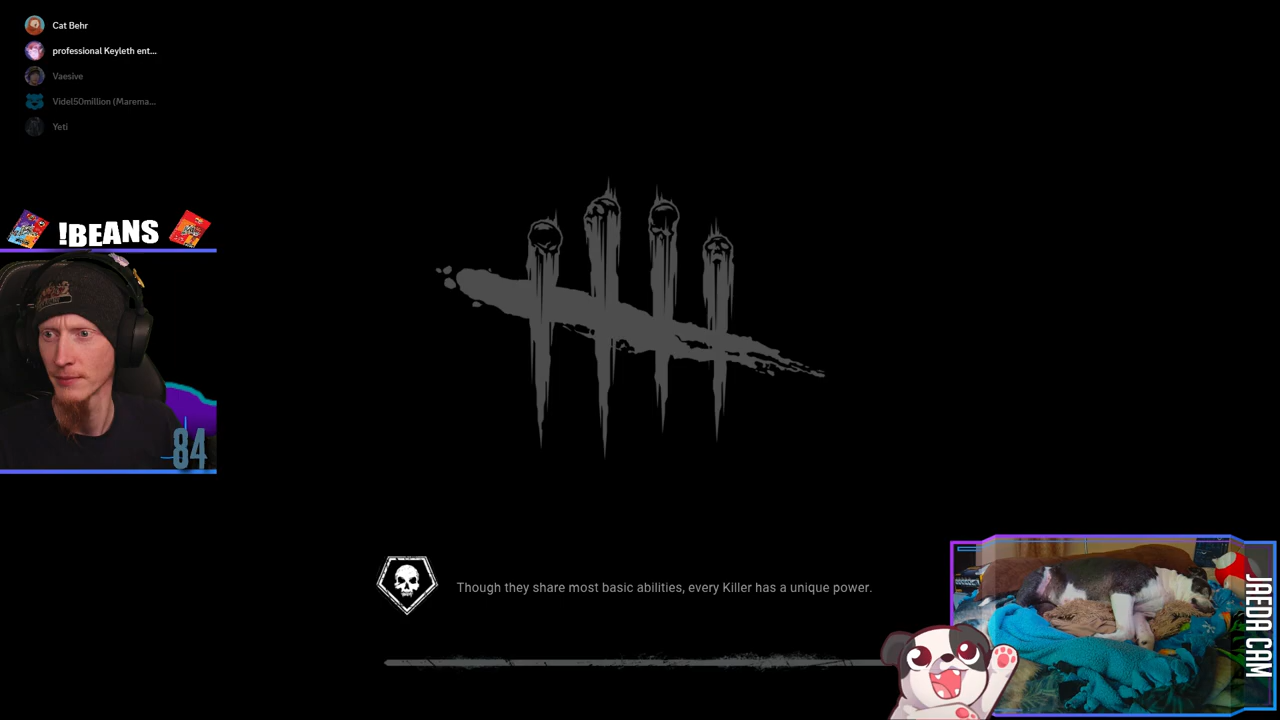 Cat Behr
professional Keyleth ent...
Vaesive
Videl50million (Marema...
Yeti
!BEANS
84
Though they share most basic abilities, every Killer has a unique power.
JAEDA CAM